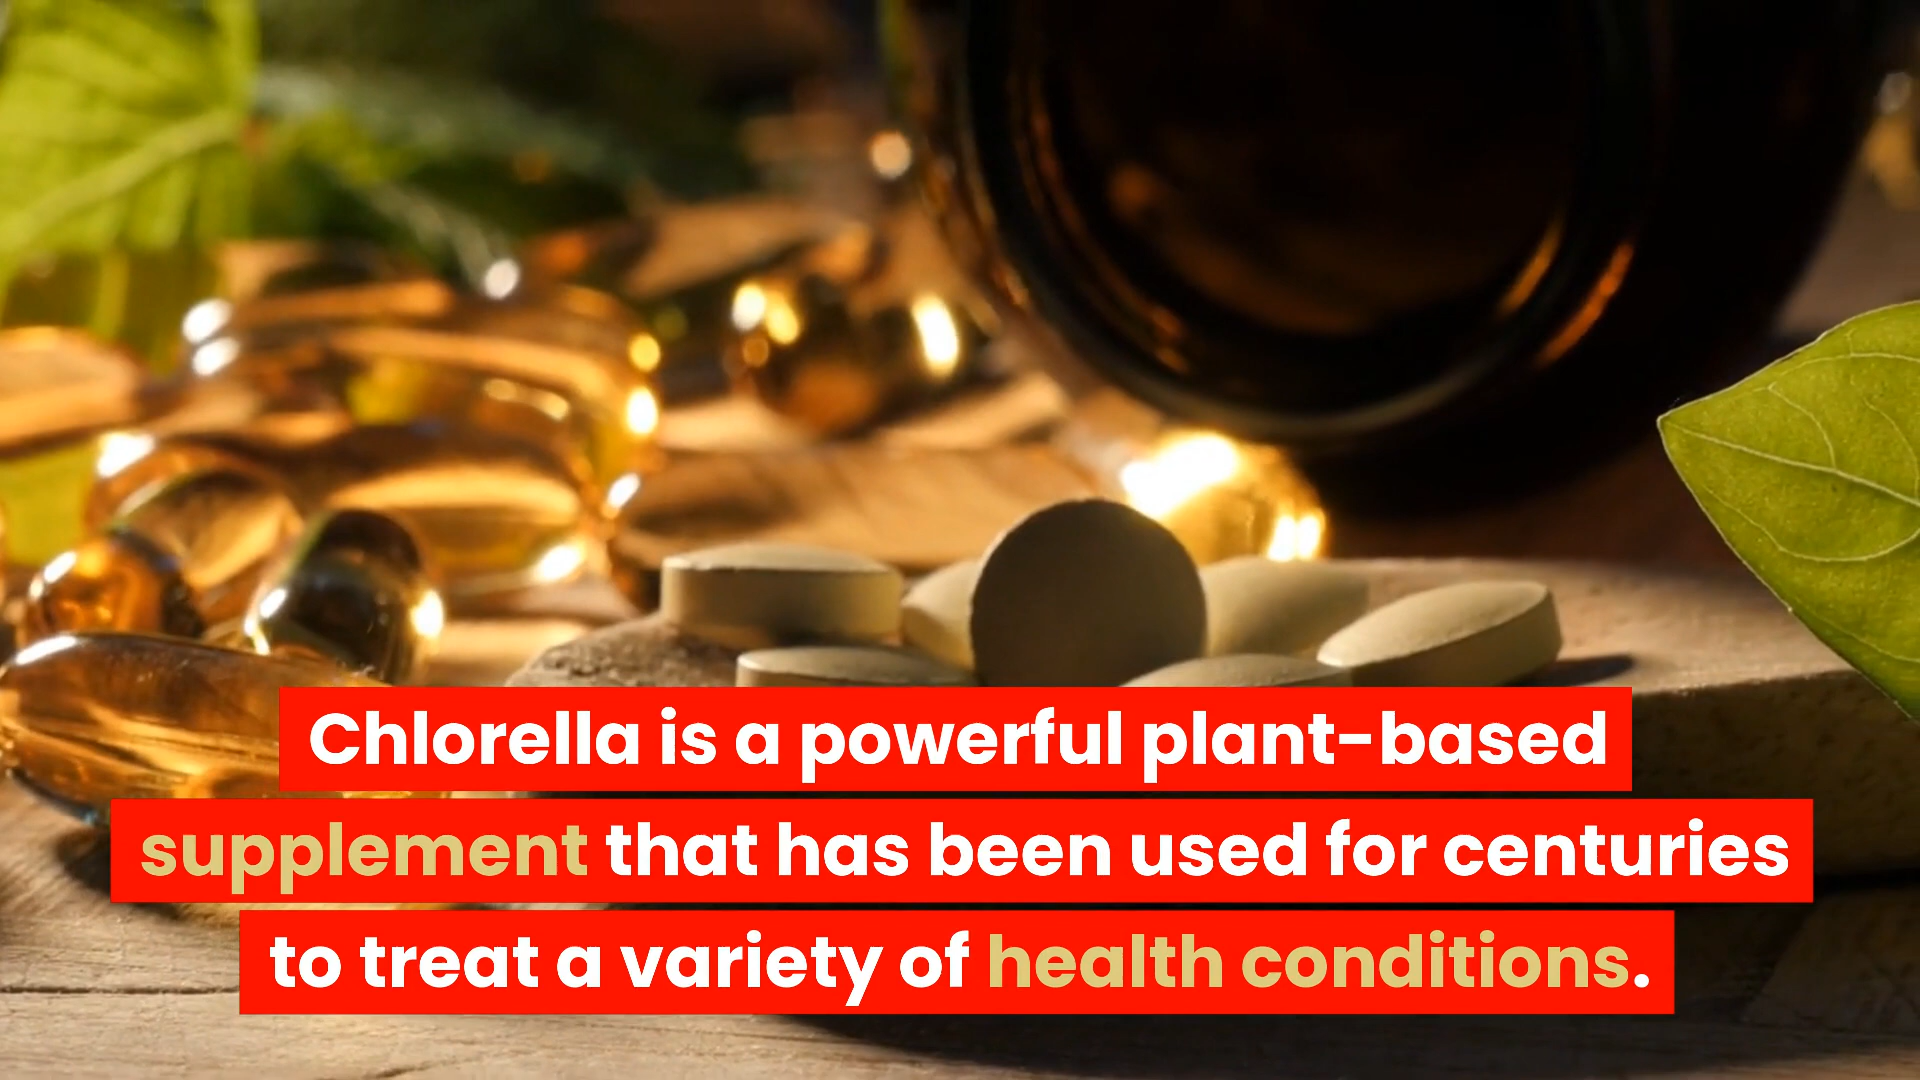 Chlorella is a powerful plant-based
supplement that has been used for centuries
to treat a variety of health conditions.